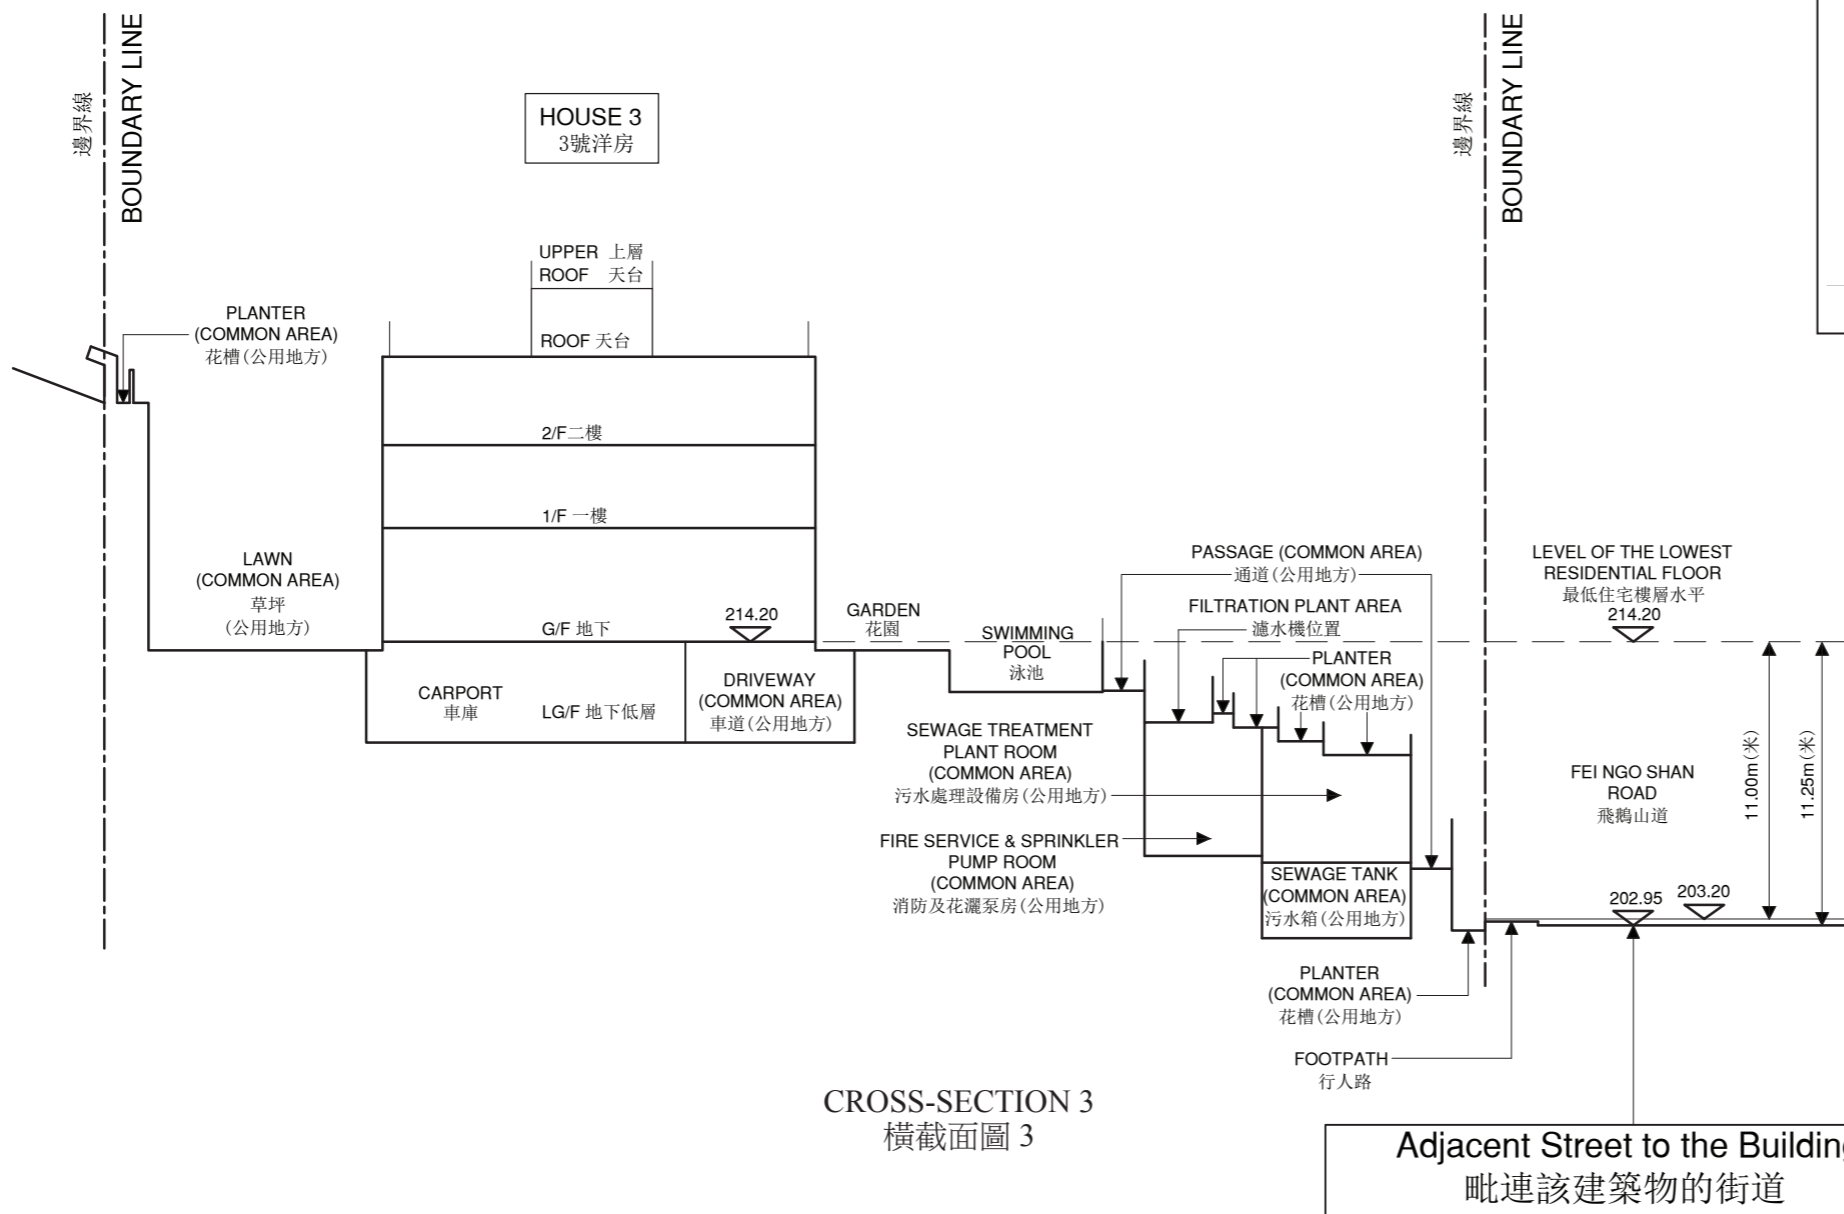 邊界線
BOUNDARY LINE
HOUSE 3
3號洋房
邊界線
BOUNDARY LINE
UPPER 上層
ROOF 天台
ROOF 天台
PLANTER
(COMMON AREA)
花槽(公用地方)
2/F二樓
1/F 一樓
LAWN
(COMMON AREA)
草坪
(公用地方)
G/F 地下
214.20
GARDEN
花園
SWIMMING
POOL
泳池
PASSAGE (COMMON AREA)
通道(公用地方)
FILTRATION PLANT AREA
濾水機位置
PLANTER
(COMMON AREA)
花槽(公用地方)
LEVEL OF THE LOWEST
RESIDENTIAL FLOOR
最低住宅樓層水平
214.20
CARPORT
車庫
LG/F 地下低層
DRIVEWAY
(COMMON AREA)
車道(公用地方)
SEWAGE TREATMENT
PLANT ROOM
(COMMON AREA)
污水處理設備房(公用地方)
FIRE SERVICE & SPRINKLER
PUMP ROOM
(COMMON AREA)
消防及花灑泵房(公用地方)
SEWAGE TANK
(COMMON AREA)
污水箱(公用地方)
FEI NGO SHAN
ROAD
飛鵝山道
11.00m(米)
11.25m(米)
202.95
203.20
PLANTER
(COMMON AREA)
花槽(公用地方)
FOOTPATH
行人路
CROSS-SECTION 3
橫截面圖 3
Adjacent Street to the Building
毗連該建築物的街道